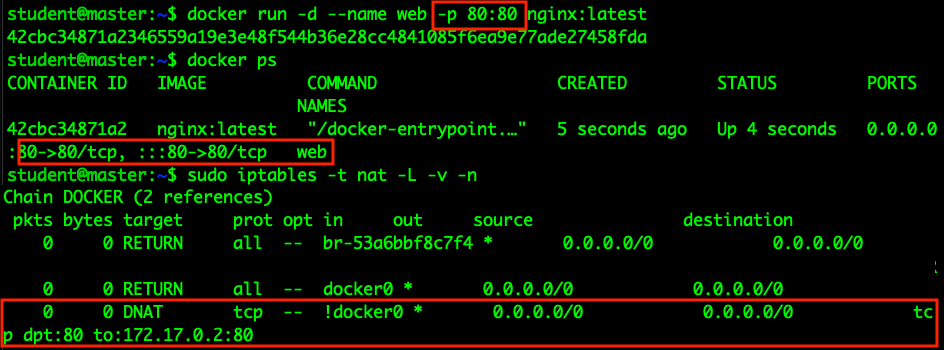 student@master:~$ docker run -d --name web -p 80:80 nginx:latest
42cbc34871a2346559a19e3e48f544b36e28cc4841085f6ea9e77ade27458fda
student@master:~$ docker ps
CONTAINER ID   IMAGE          COMMAND                  CREATED         STATUS         PORTS
NAMES
42cbc34871a2   nginx:latest   "/docker-entrypoint.…"   5 seconds ago   Up 4 seconds   0.0.0.0
:80->80/tcp, :::80->80/tcp   web
student@master:~$ sudo iptables -t nat -L -v -n
Chain DOCKER (2 references)
pkts bytes target     prot opt in     out     source               destination
0     0 RETURN     all  --  br-53a6bbf8c7f4 *       0.0.0.0/0            0.0.0.0/0
0     0 RETURN     all  --  docker0 *       0.0.0.0/0            0.0.0.0/0
0     0 DNAT       tcp  --  !docker0 *       0.0.0.0/0            0.0.0.0/0            tc
p dpt:80 to:172.17.0.2:80